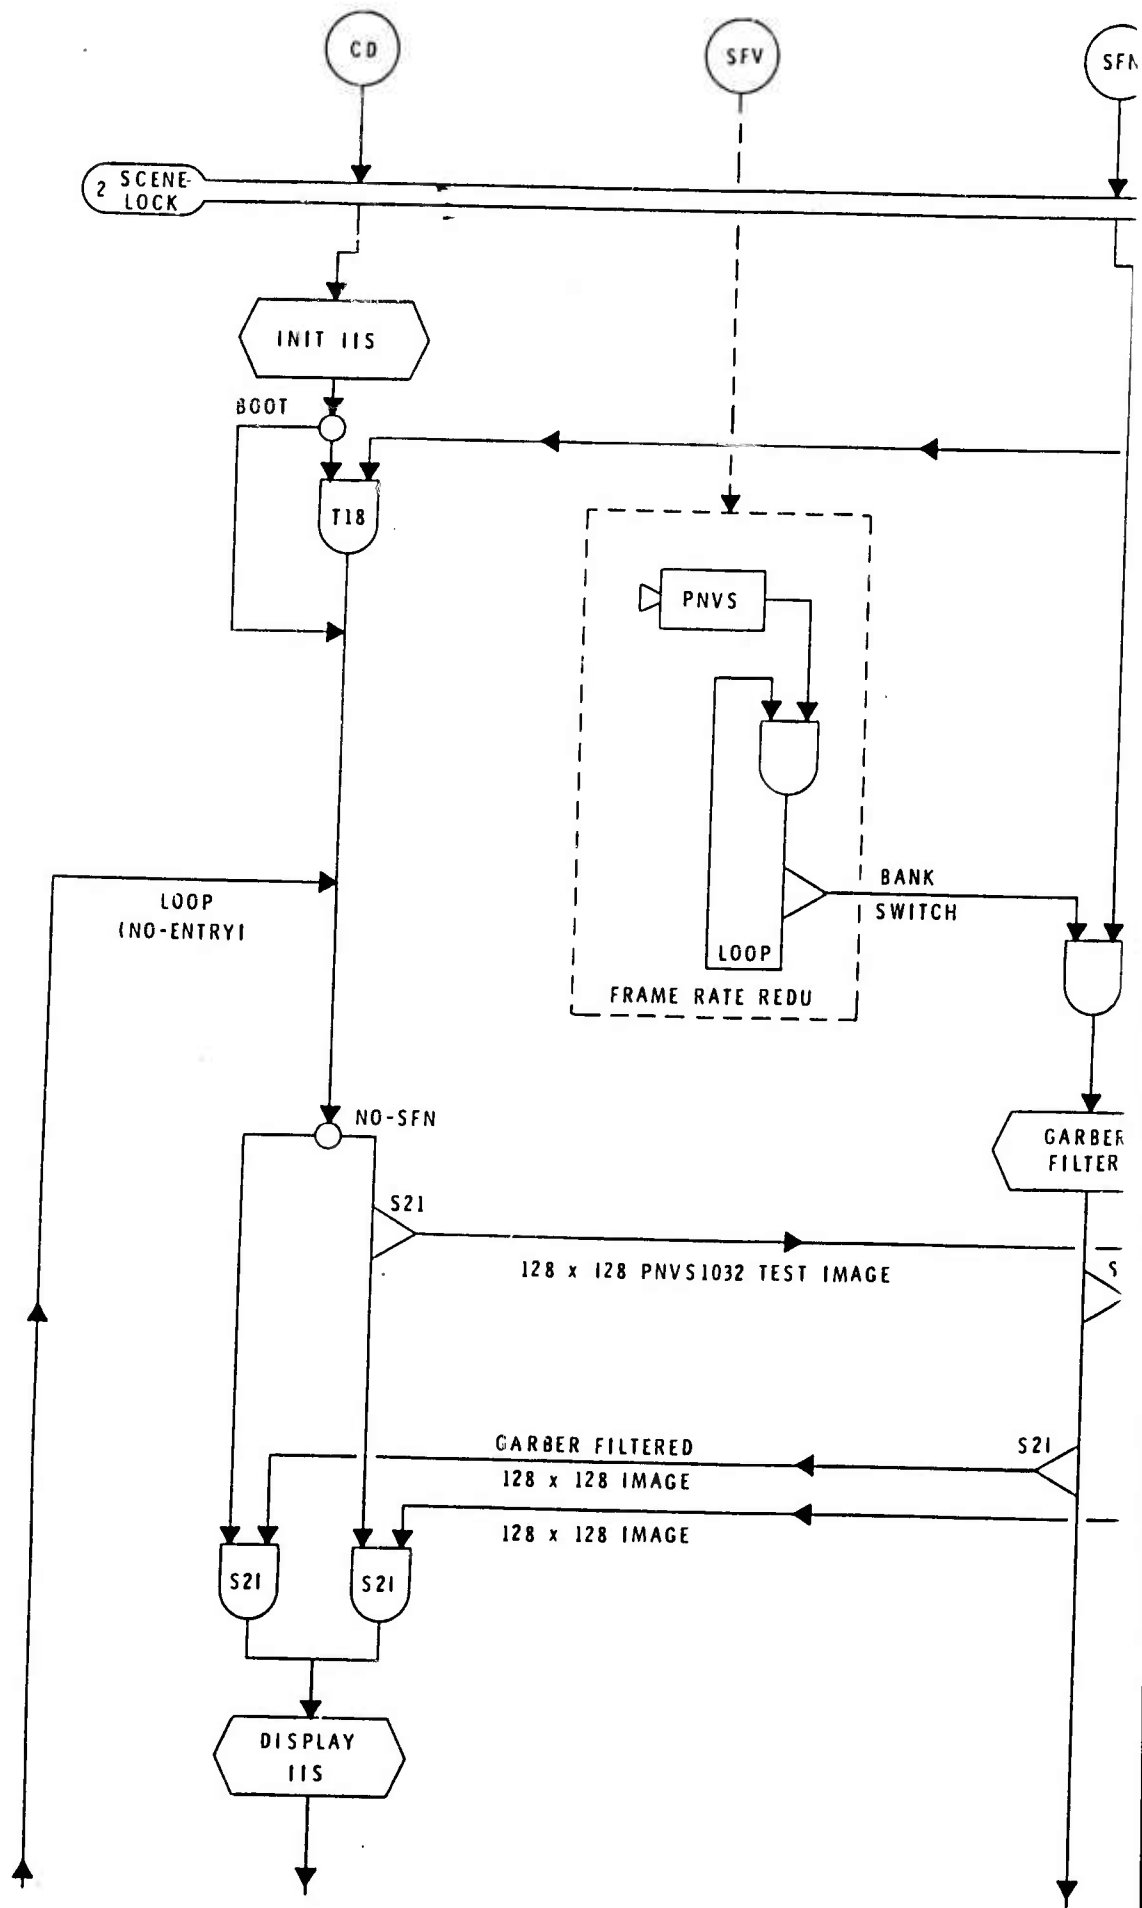 CD
SFV
SFN
2 SCENE-
LOCK
INIT IIS
BOOT
T18
PNVS
LOOP
(NO-ENTRY)
BANK
SWITCH
LOOP
FRAME RATE REDU
NO-SFN
GARBER
FILTER
S21
128 x 128 PNVS1032 TEST IMAGE
S
GARBER FILTERED
128 x 128 IMAGE
S21
128 x 128 IMAGE
S21
S21
DISPLAY
IIS